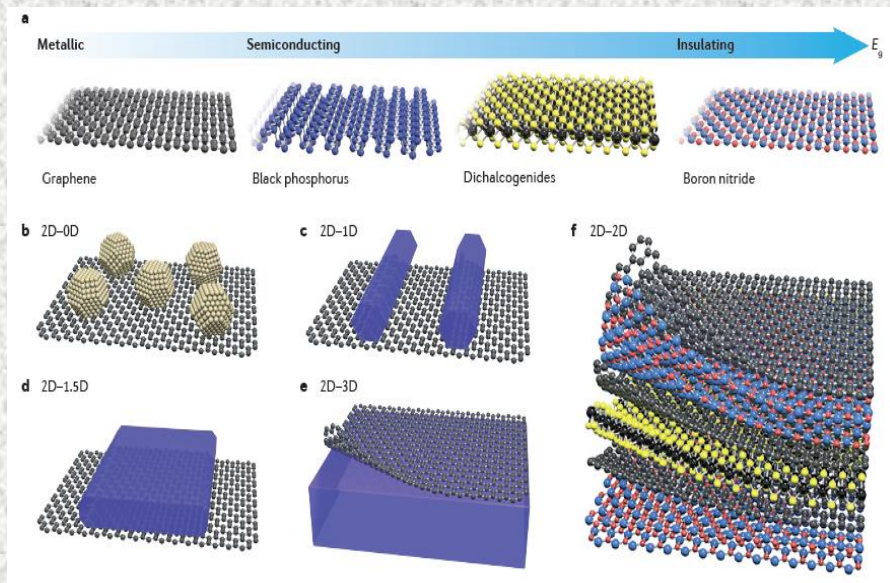 a
Metallic Semiconducting Insulating E9
Graphene Black phosphorus Dichalcogenides Boron nitride
b 2D–0D c 2D–1D f 2D–2D
d 2D–1.5D e 2D–3D